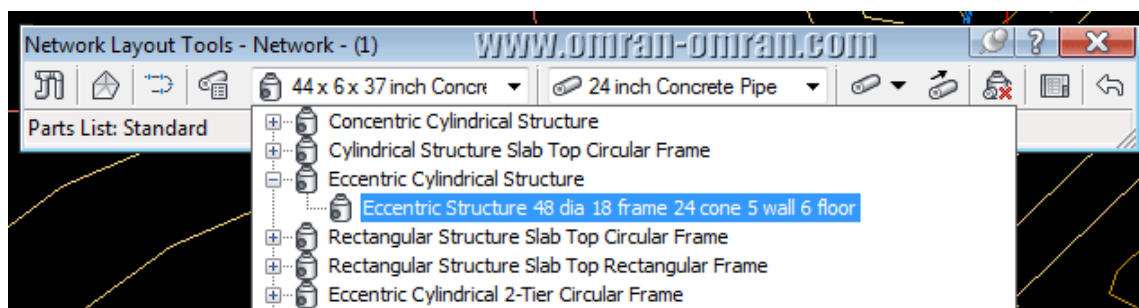 Network Layout Tools - Network - (1)
www.omran-omran.com
44 x 6 x 37 inch Concre
24 inch Concrete Pipe
Parts List: Standard
Concentric Cylindrical Structure
Cylindrical Structure Slab Top Circular Frame
Eccentric Cylindrical Structure
Eccentric Structure 48 dia 18 frame 24 cone 5 wall 6 floor
Rectangular Structure Slab Top Circular Frame
Rectangular Structure Slab Top Rectangular Frame
Eccentric Cylindrical 2-Tier Circular Frame